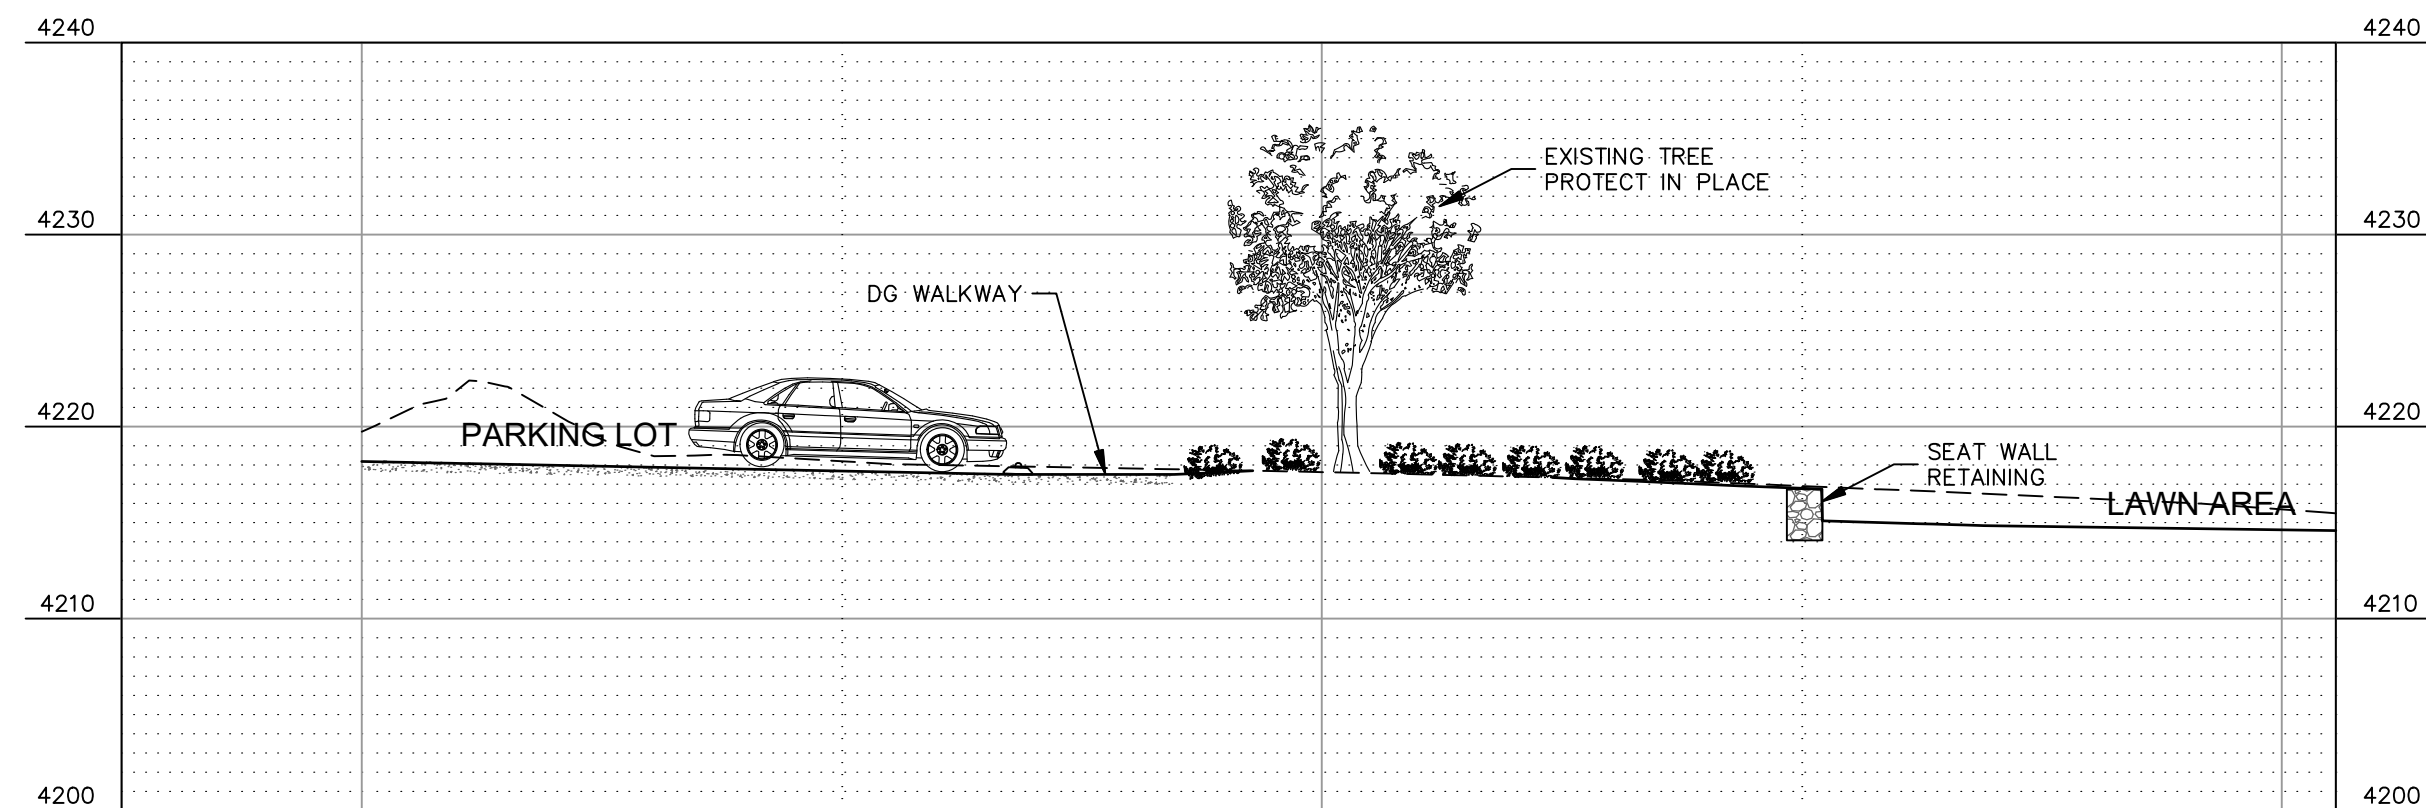 4240 4240
EXISTING TREE
PROTECT IN PLACE
4230 4230
DG WALKWAY
4220 4220
PARKING LOT
SEAT WALL
RETAINING
LAWN AREA
4210 4210
4200 4200